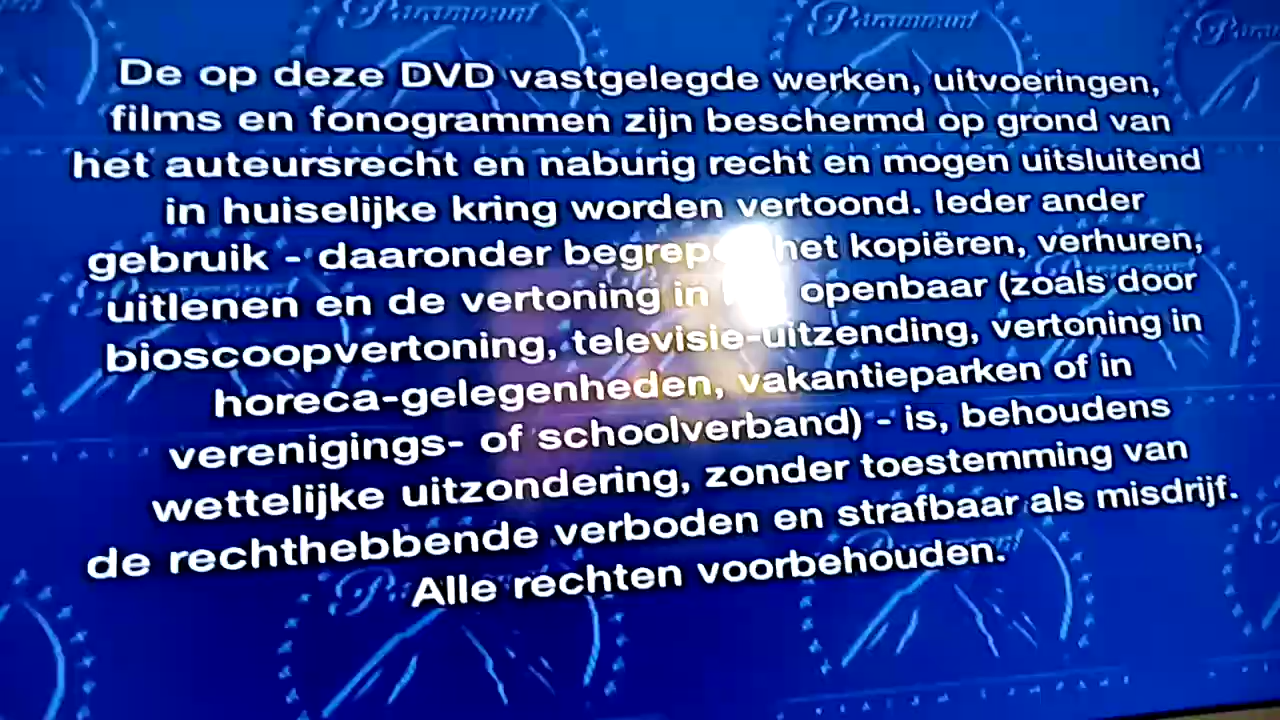 Paramount Paramount Paramount
De op deze DVD vastgelegde werken, uitvoeringen,
films en fonogrammen zijn beschermd op grond van
het auteursrecht en naburig recht en mogen uitsluitend
in huiselijke kring worden vertoond. Ieder ander
gebruik - daaronder het kopiëren, verhuren,
uitlenen en de vertoning in openbaar (zoals door
bioscoopvertoning, televisie-uitzending, vertoning in
horeca-gelegenheden, vakantieparken of in
verenigings- of schoolverband) - is, behoudens
wettelijke uitzondering, zonder toestemming van
de rechthebbende verboden en strafbaar als misdrijf.
Alle rechten voorbehouden.